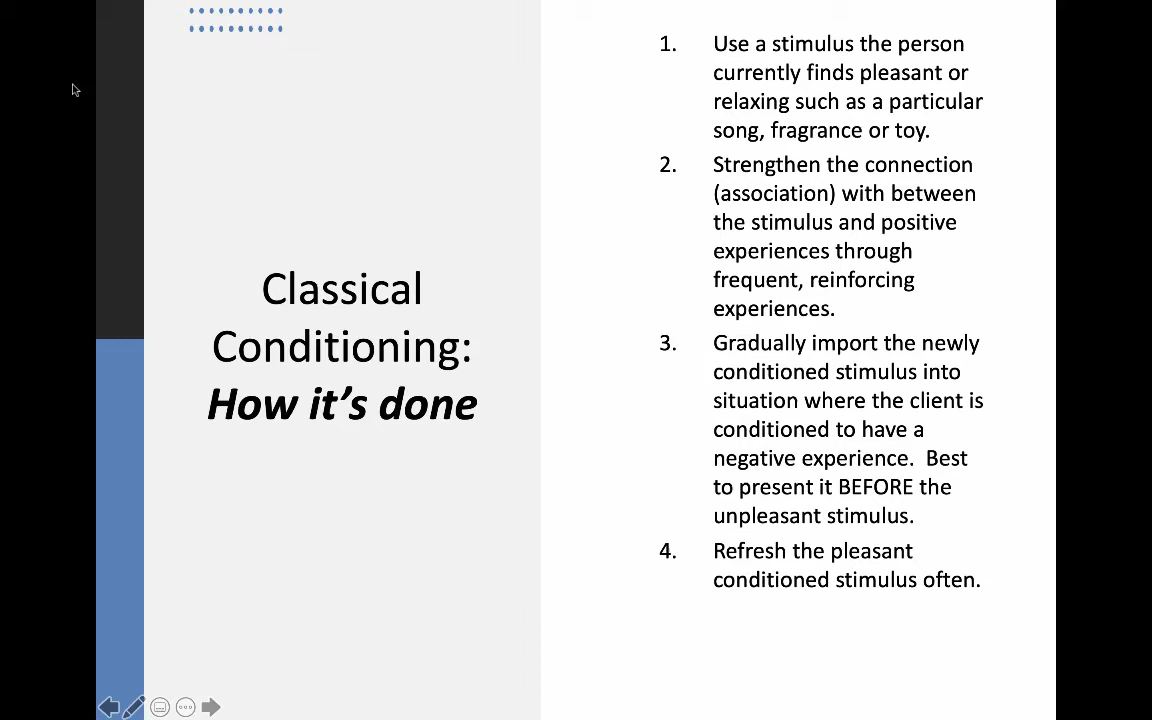 Classical
Conditioning:
How it’s done
1. Use a stimulus the person
currently finds pleasant or
relaxing such as a particular
song, fragrance or toy.
2. Strengthen the connection
(association) with between
the stimulus and positive
experiences through
frequent, reinforcing
experiences.
3. Gradually import the newly
conditioned stimulus into
situation where the client is
conditioned to have a
negative experience.  Best
to present it BEFORE the
unpleasant stimulus.
4. Refresh the pleasant
conditioned stimulus often.